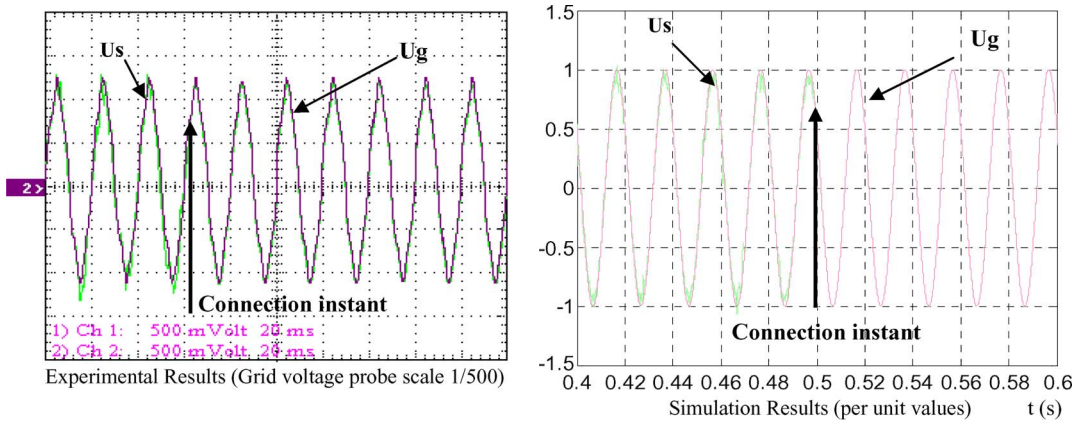 Us
Ug
2 >
Connection instant
1) Ch 1: 500 mVolt 20 ms
2) Ch 2: 500 mVolt 20 ms
Experimental Results (Grid voltage probe scale 1/500)
1.5
1
0.5
0
-0.5
-1
-1.5
Us
Ug
Connection instant
0.4 0.42 0.44 0.46 0.48 0.5 0.52 0.54 0.56 0.58 0.6
Simulation Results (per unit values) t (s)